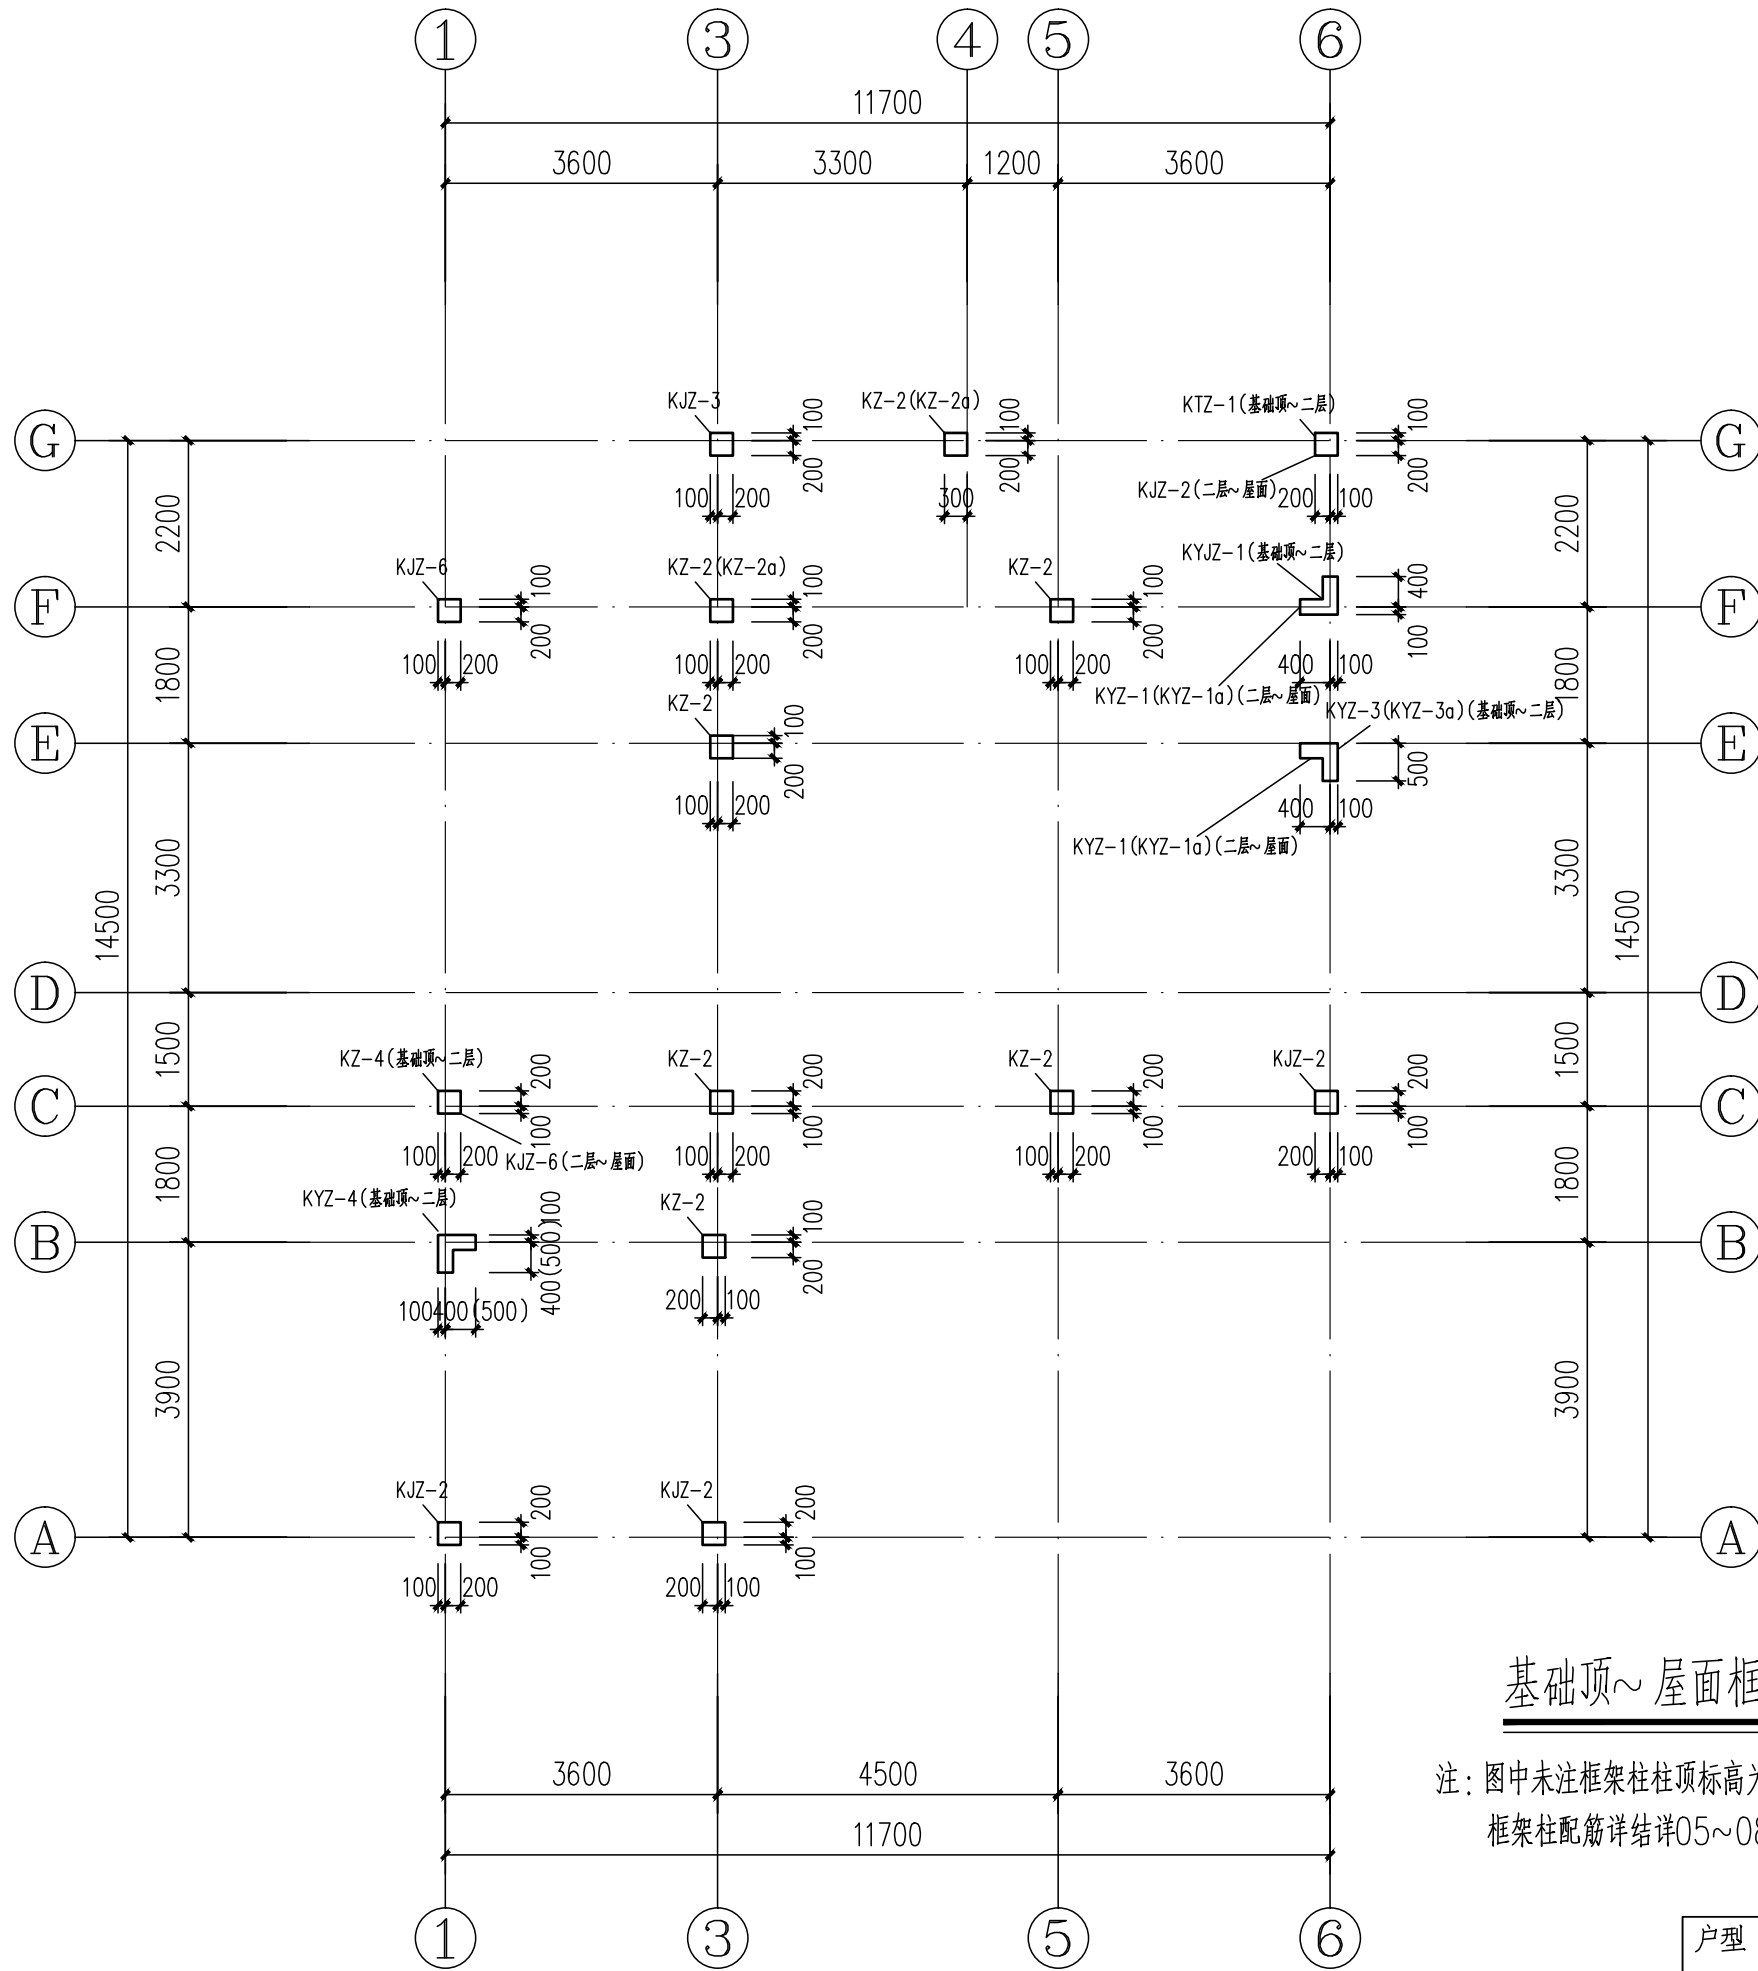 1 3 4 5 6
11700
3600 3300 1200 3600
KJZ-3 KZ-2(KZ-2a) KTZ-1(基础顶~二层)
G 100 100 100 G
200 200 200
KJZ-2(二层~屋面)
100 200 300 200 100
2200 2200
KJZ-6 KZ-2(KZ-2a) KZ-2 KYJZ-1(基础顶~二层)
F 100 100 100 400 F
200 200 200 100
100 200 100 200 100 200 400 100
1800 1800
KZ-2 KYZ-1(KYZ-1a)(二层~屋面)
KYZ-3(KYZ-3a)(基础顶~二层)
E 100 E
200 500
100 200 400 100
KYZ-1(KYZ-1a)(二层~屋面)
3300 3300
14500 14500
D D
1500 1500
KZ-4(基础顶~二层) KZ-2 KZ-2 KJZ-2
200 200 200 200
C C
100 100 100 100
100 200 100 200 100 200 200 100
KJZ-6(二层~屋面)
1800 1800
KYZ-4(基础顶~二层) KZ-2
B 100 100 B
400(500) 200
100 400(500) 200 100
3900 3900
KJZ-2 KJZ-2
200 200
A A
100 100
100 200 200 100
基础顶~屋面框
3600 4500 3600
注: 图中未注框架柱柱顶标高
11700
框架柱配筋详结详05~08
1 3 5 6
户型